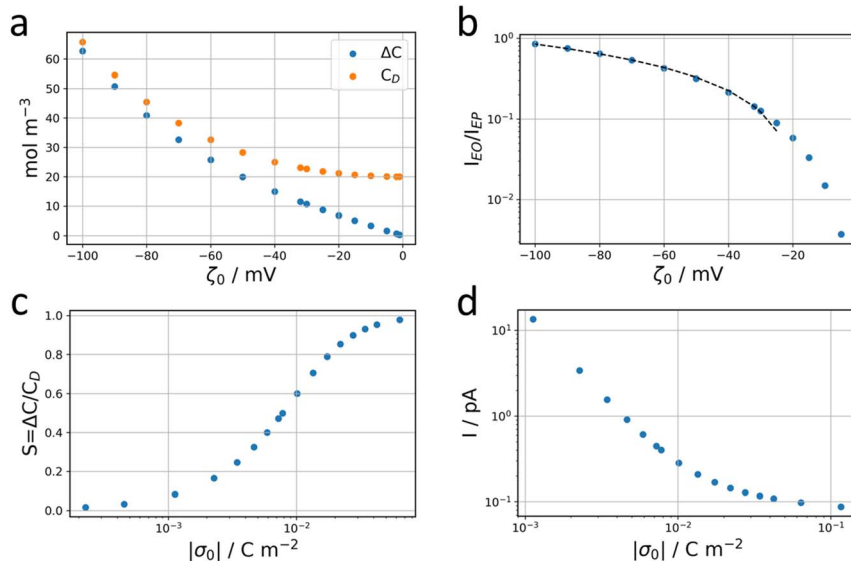 a
ΔC
C_D
mol m⁻³
60
50
40
30
20
10
0
−100
−80
−60
−40
−20
0
ζ₀ / mV
b
I_EO/I_EP
10⁰
10⁻¹
10⁻²
−100
−80
−60
−40
−20
ζ₀ / mV
c
S=ΔC/C_D
1.0
0.8
0.6
0.4
0.2
0.0
10⁻³
10⁻²
|σ₀| / C m⁻²
d
I / pA
10¹
10⁰
10⁻¹
10⁻³
10⁻²
10⁻¹
|σ₀| / C m⁻²